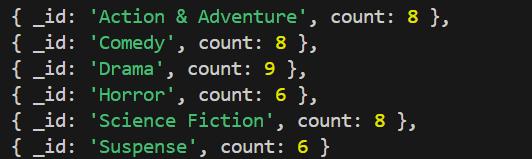 { _id: 'Action & Adventure', count: 8 },
{ _id: 'Comedy', count: 8 },
{ _id: 'Drama', count: 9 },
{ _id: 'Horror', count: 6 },
{ _id: 'Science Fiction', count: 8 },
{ _id: 'Suspense', count: 6 }